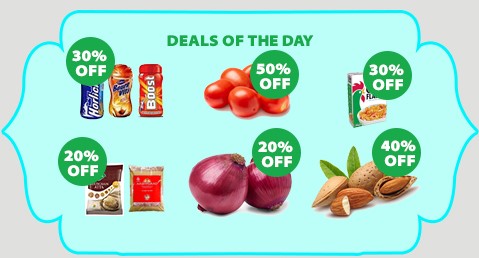 DEALS OF THE DAY
30%
OFF
50%
OFF
30%
OFF
Horlicks
Boost
20%
OFF
20%
OFF
40%
OFF